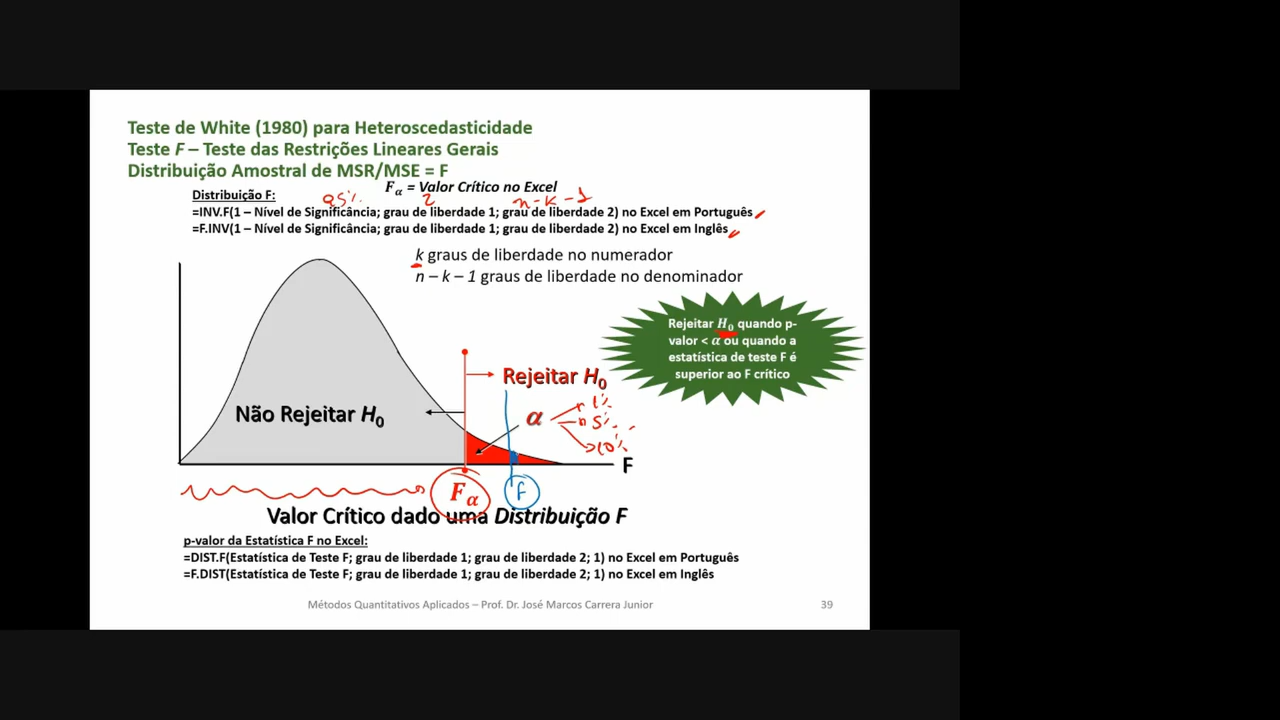 Teste de White (1980) para Heteroscedasticidade
Teste F – Teste das Restrições Lineares Gerais
Distribuição Amostral de MSR/MSE = F
Fα = Valor Crítico no Excel
Distribuição F:
95% 2 n-k-1
=INV.F(1 – Nível de Significância; grau de liberdade 1; grau de liberdade 2) no Excel em Português
=F.INV(1 – Nível de Significância; grau de liberdade 1; grau de liberdade 2) no Excel em Inglês
k graus de liberdade no numerador
n – k – 1 graus de liberdade no denominador
Rejeitar H0 quando p-
valor < α ou quando a
estatística de teste F é
superior ao F crítico
Rejeitar H0
Não Rejeitar H0
α
1%
5%
10%
F
Fα
F
Valor Crítico dado uma Distribuição F
p-valor da Estatística F no Excel:
=DIST.F(Estatística de Teste F; grau de liberdade 1; grau de liberdade 2; 1) no Excel em Português
=F.DIST(Estatística de Teste F; grau de liberdade 1; grau de liberdade 2; 1) no Excel em Inglês
Métodos Quantitativos Aplicados – Prof. Dr. José Marcos Carrera Junior
39